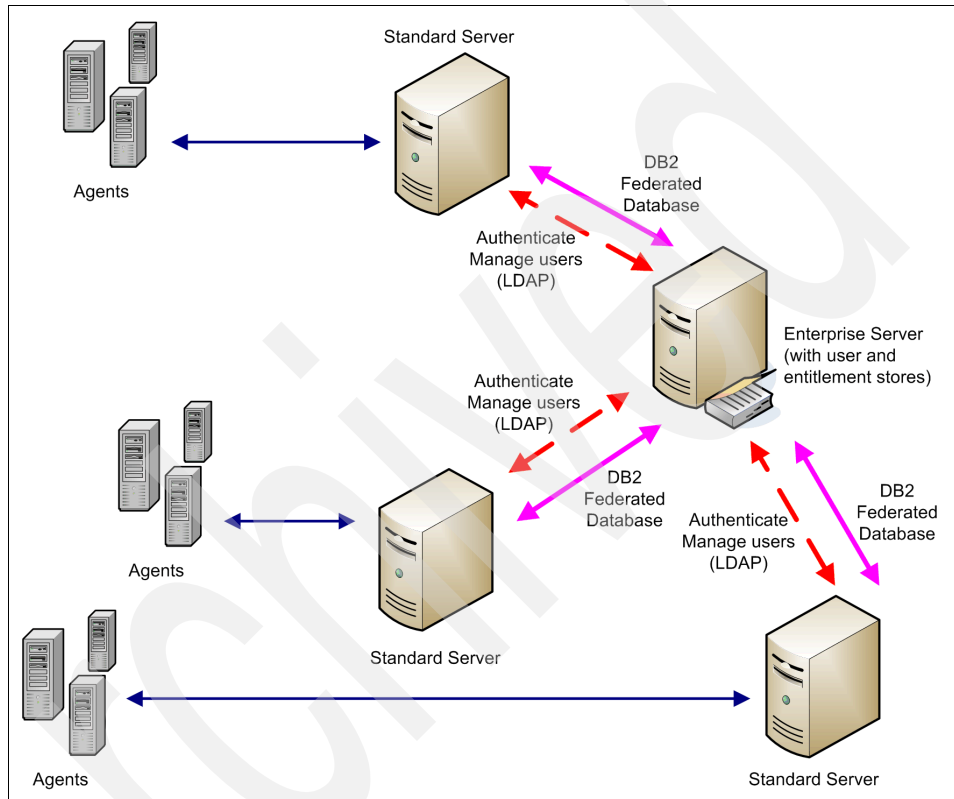 Standard Server
Agents
DB2
Federated
Database
Authenticate
Manage users
(LDAP)
Enterprise Server
(with user and
entitlement stores)
Authenticate
Manage users
(LDAP)
DB2
Federated
Database
Agents
Standard Server
DB2
Federated
Database
Authenticate
Manage users
(LDAP)
Agents
Standard Server
rchived